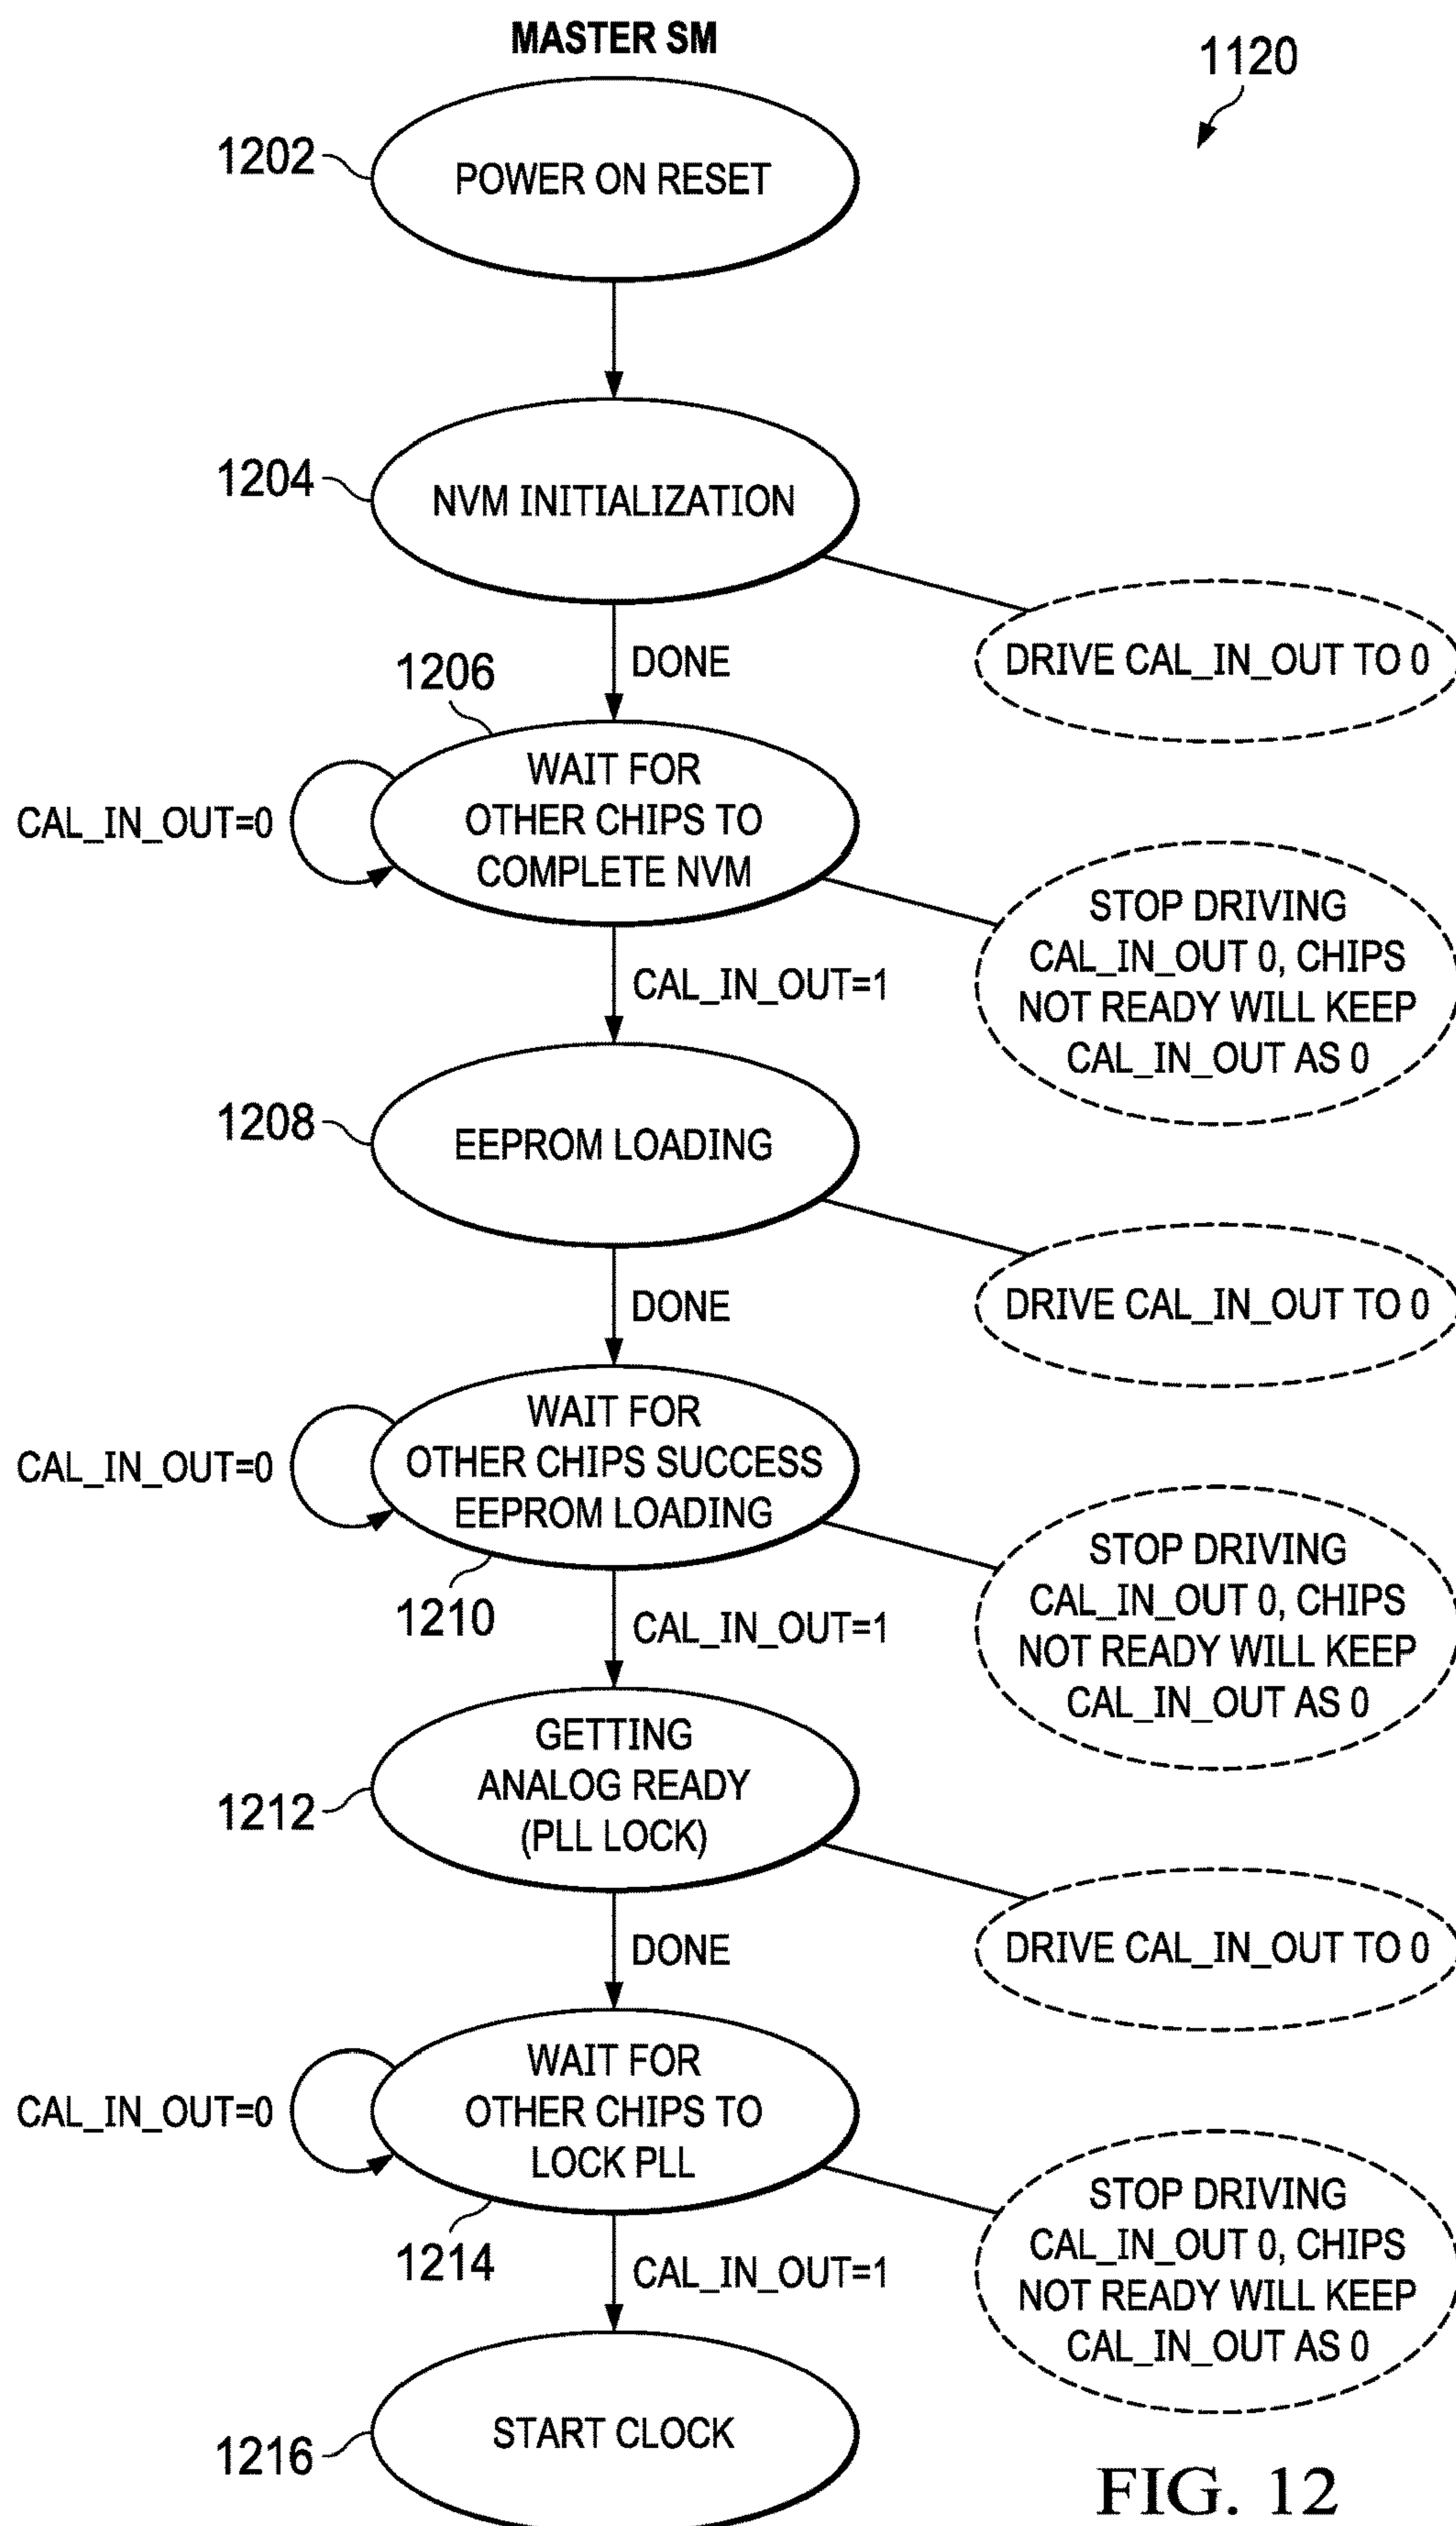 MASTER SM
1120
1202
POWER ON RESET
1204
NVM INITIALIZATION
DRIVE CAL_IN_OUT TO 0
DONE
1206
WAIT FOR
OTHER CHIPS TO
COMPLETE NVM
CAL_IN_OUT=0
STOP DRIVING
CAL_IN_OUT 0, CHIPS
NOT READY WILL KEEP
CAL_IN_OUT AS 0
CAL_IN_OUT=1
1208
EEPROM LOADING
DRIVE CAL_IN_OUT TO 0
DONE
WAIT FOR
OTHER CHIPS SUCCESS
EEPROM LOADING
CAL_IN_OUT=0
1210
STOP DRIVING
CAL_IN_OUT 0, CHIPS
NOT READY WILL KEEP
CAL_IN_OUT AS 0
CAL_IN_OUT=1
GETTING
ANALOG READY
(PLL LOCK)
1212
DRIVE CAL_IN_OUT TO 0
DONE
WAIT FOR
OTHER CHIPS TO
LOCK PLL
CAL_IN_OUT=0
1214
STOP DRIVING
CAL_IN_OUT 0, CHIPS
NOT READY WILL KEEP
CAL_IN_OUT AS 0
CAL_IN_OUT=1
START CLOCK
1216
FIG. 12